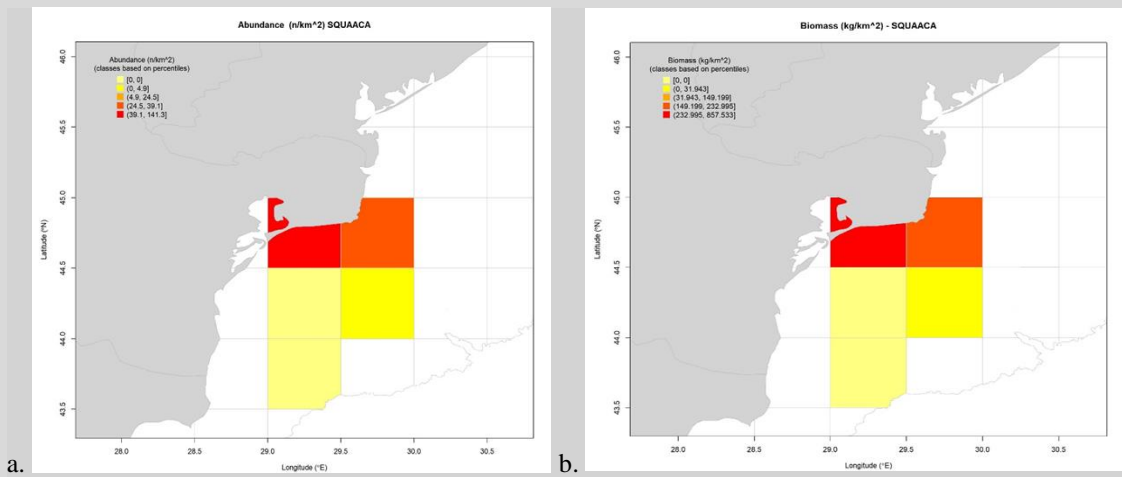 Abundance (n/km^2) SQUAACA
Abundance (n/km^2)
(classes based on percentiles)
[0, 0]
(0, 4.9]
(4.9, 24.5]
(24.5, 39.1]
(39.1, 141.3]
46.0
45.5
45.0
44.5
44.0
43.5
Latitude (°N)
28.0 28.5 29.0 29.5 30.0 30.5
Longitude (°E)
a.
Biomass (kg/km^2) - SQUAACA
Biomass (kg/km^2)
(classes based on percentiles)
[0, 0]
(0, 31.943]
(31.943, 149.199]
(149.199, 232.995]
(232.995, 857.533]
46.0
45.5
45.0
44.5
44.0
43.5
Latitude (°N)
28.0 28.5 29.0 29.5 30.0 30.5
Longitude (°E)
b.